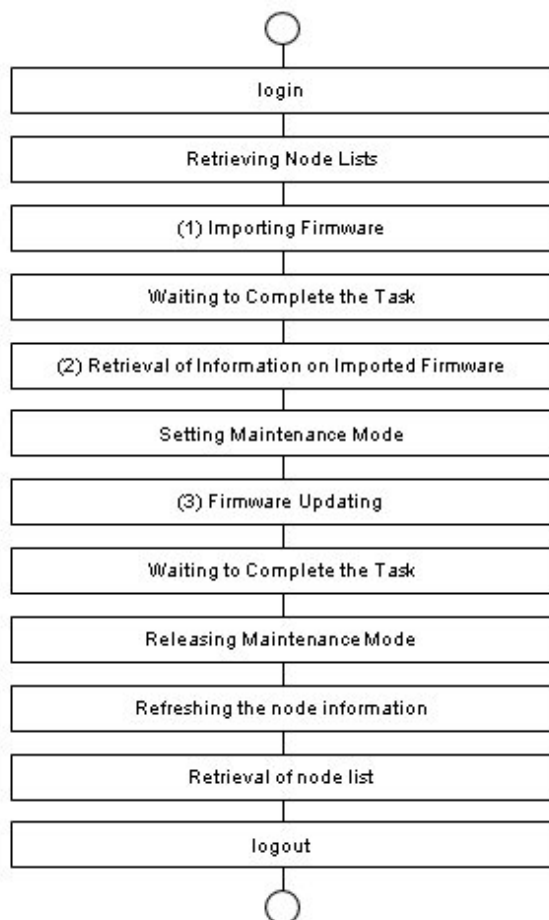 login
Retrieving Node Lists
(1) Importing Firmware
Waiting to Complete the Task
(2) Retrieval of Information on Imported Firmware
Setting Maintenance Mode
(3) Firmware Updating
Waiting to Complete the Task
Releasing Maintenance Mode
Refreshing the node information
Retrieval of node list
logout